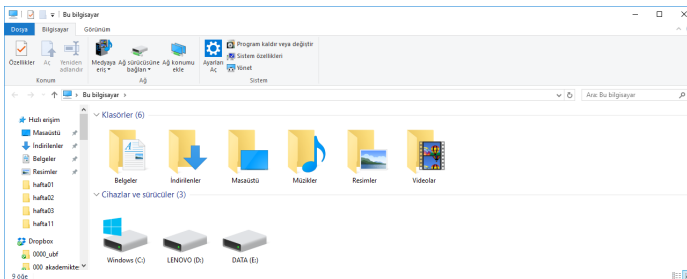 Bu bilgisayar
Dosya Bilgisayar Görünüm
Özellikler Aç Yeniden adlandır Medyaya eriş Ağ sürücüsüne bağlan Ağ konumu ekle Ayarları Aç
Program kaldır veya değiştir
Sistem özellikleri
Yönet
Konum Ağ Sistem
Bu bilgisayar
Ara: Bu bilgisayar
Hızlı erişim
Masaüstü
İndirilenler
Belgeler
Resimler
hafta01
hafta02
hafta03
hafta11
Dropbox
0000_ubf
000 akademikte
Klasörler (6)
Belgeler İndirilenler Masaüstü Müzikler Resimler Videolar
Cihazlar ve sürücüler (3)
Windows (C:) LENOVO (D:) DATA (E:)
9 öğe